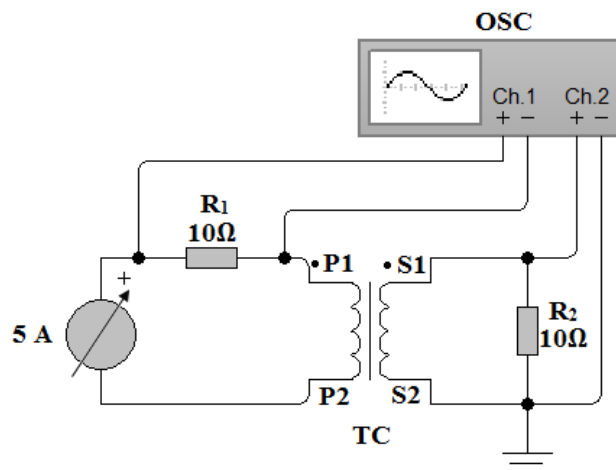 OSC
Ch.1 Ch.2
+ − + −
R₁
10Ω
P1 S1
+
5 A
R₂
10Ω
P2 S2
TC